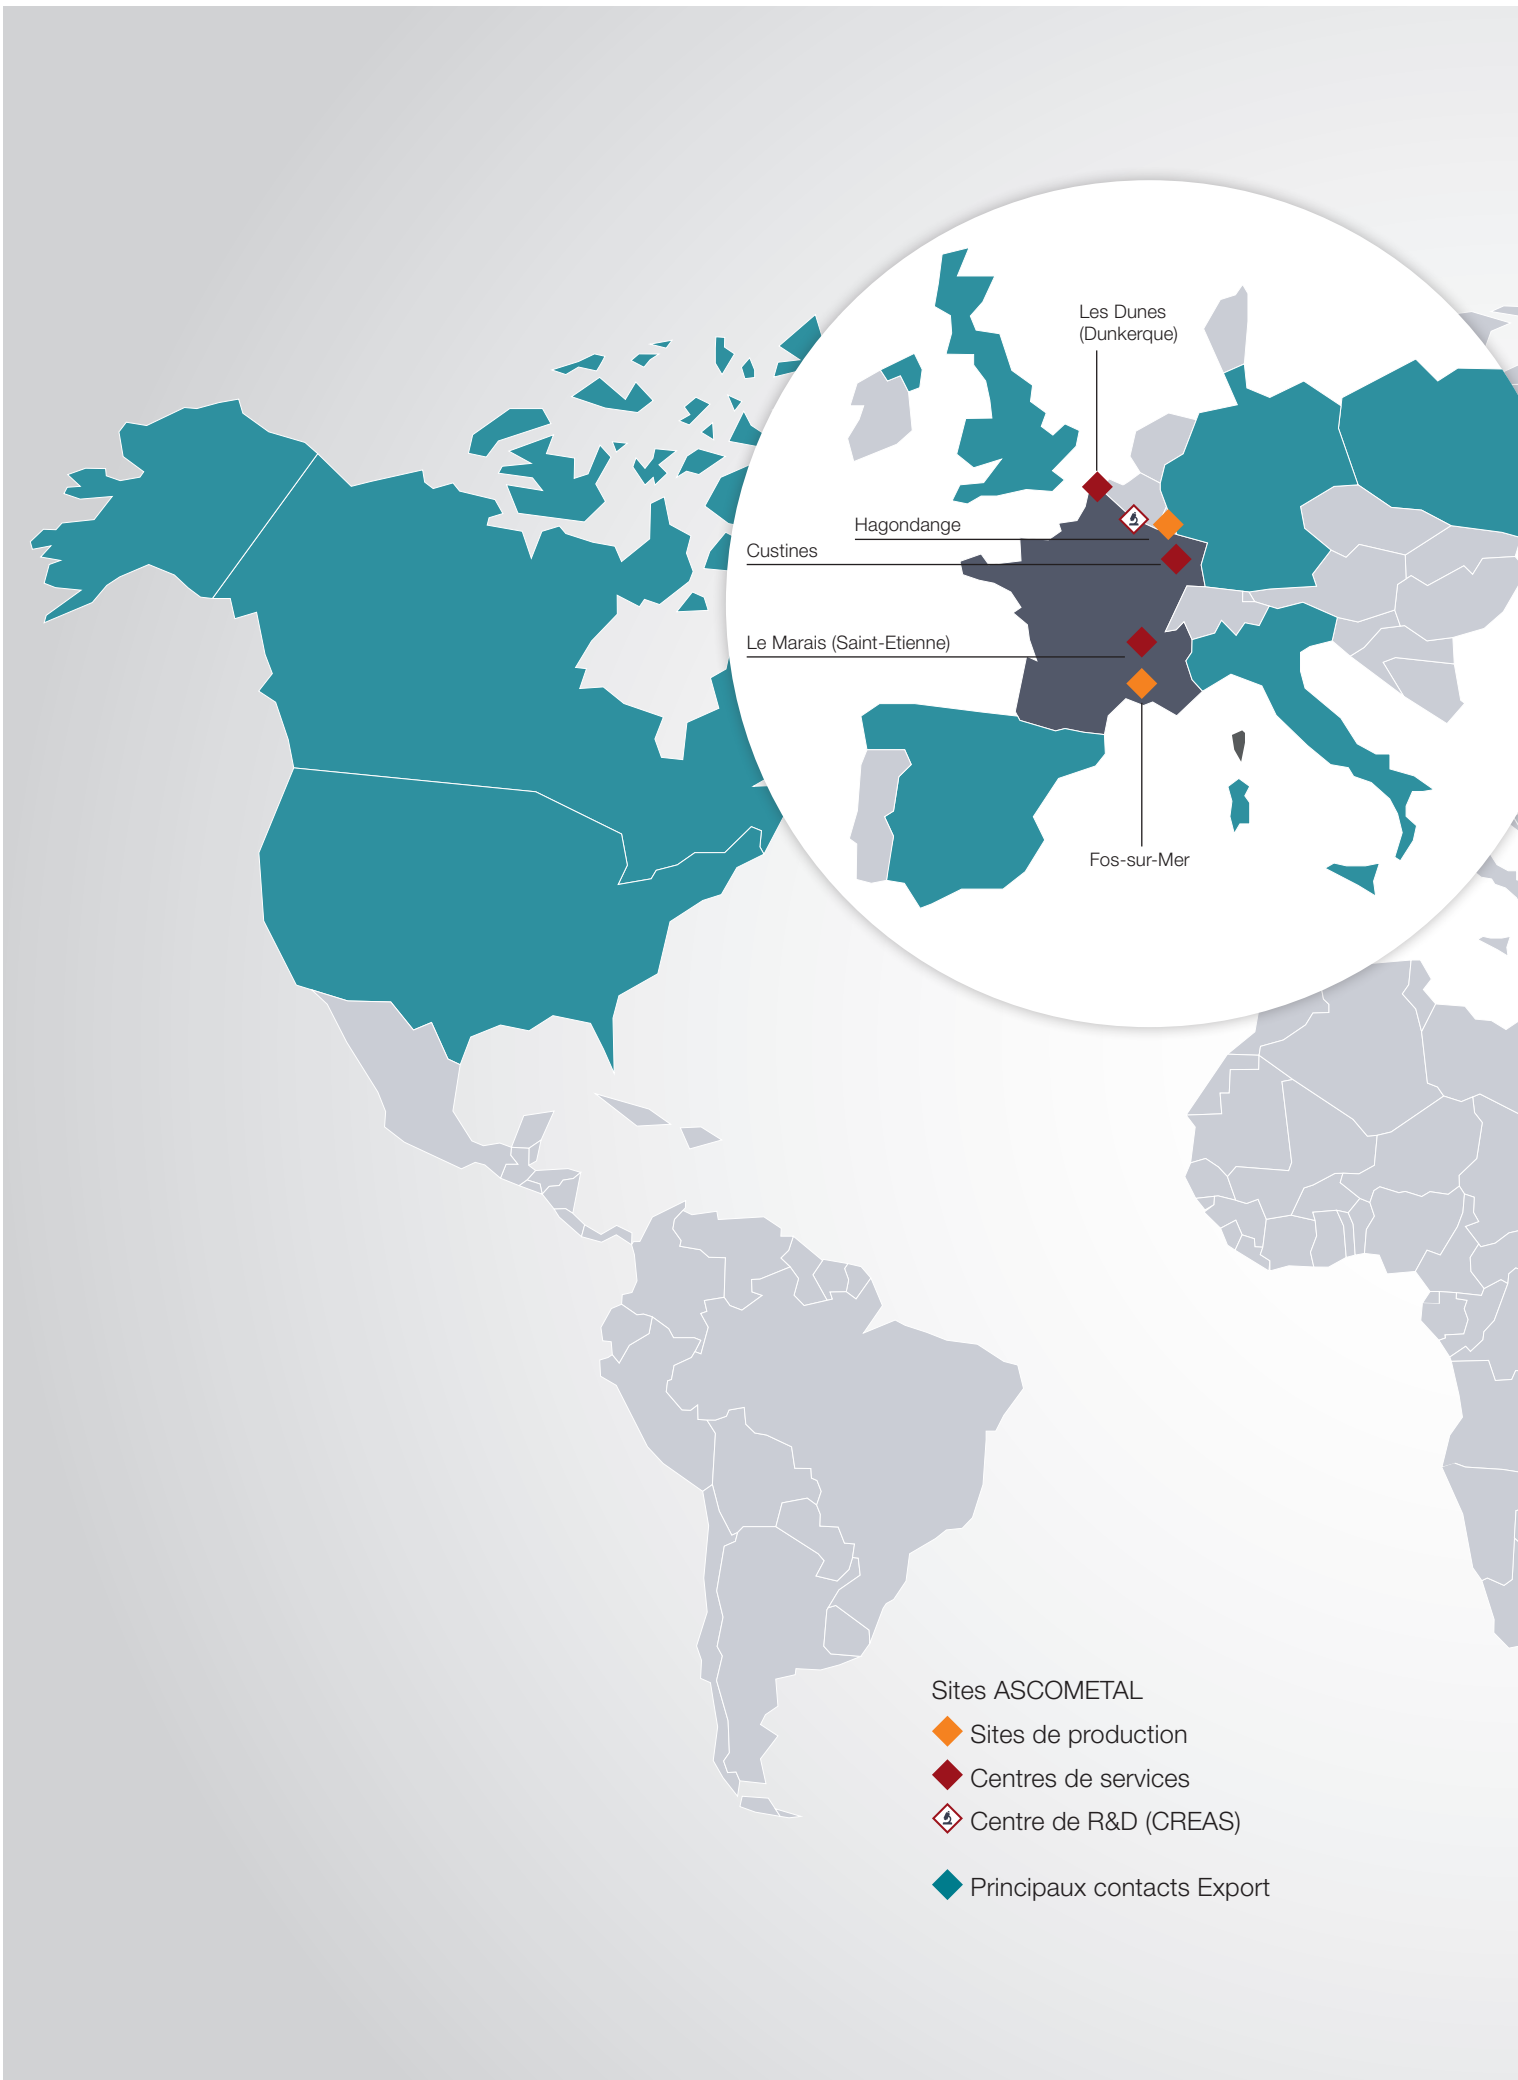 Les Dunes
(Dunkerque)
Hagondange
Custines
Le Marais (Saint-Etienne)
Fos-sur-Mer
Sites ASCOMETAL
Sites de production
Centres de services
Centre de R&D (CREAS)
Principaux contacts Export